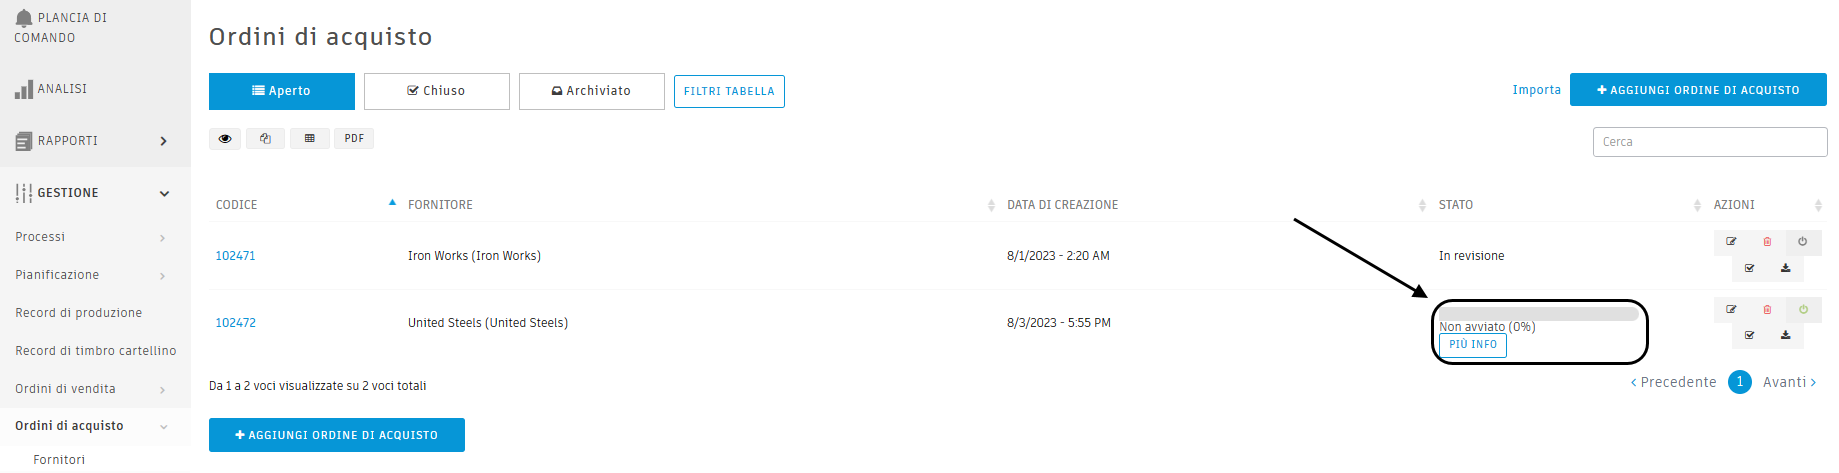 PLANCIA DI
COMANDO
ANALISI
RAPPORTI
GESTIONE
Processi
Pianificazione
Record di produzione
Record di timbro cartellino
Ordini di vendita
Ordini di acquisto
Fornitori
Ordini di acquisto
Aperto Chiuso Archiviato FILTRI TABELLA Importa AGGIUNGI ORDINE DI ACQUISTO
PDF Cerca
CODICE FORNITORE DATA DI CREAZIONE STATO AZIONI
102471 Iron Works (Iron Works) 8/1/2023 - 2:20 AM In revisione
102472 United Steels (United Steels) 8/3/2023 - 5:55 PM Non avviato (0%)
PIÙ INFO
Da 1 a 2 voci visualizzate su 2 voci totali Precedente 1 Avanti
AGGIUNGI ORDINE DI ACQUISTO